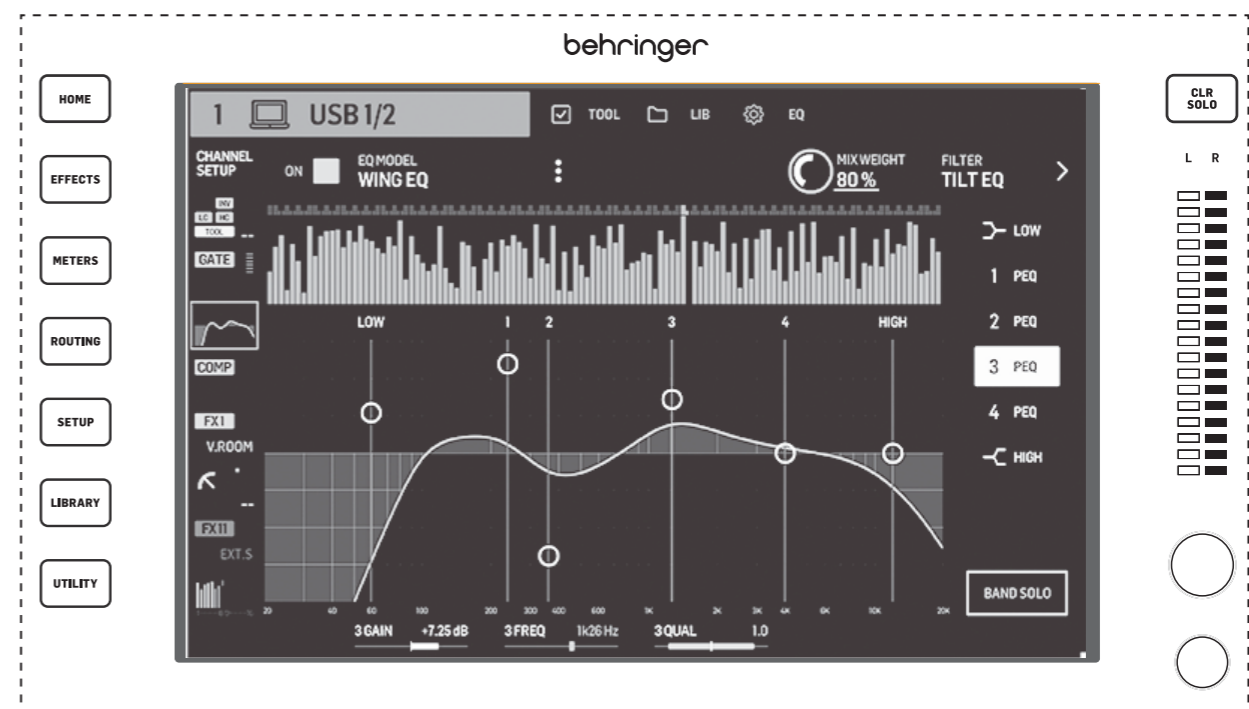 behringer
HOME
EFFECTS
METERS
ROUTING
SETUP
LIBRARY
UTILITY
1 USB 1/2
TOOL LIB EQ
CHANNEL
SETUP
ON
EQ MODEL
WING EQ
MIX WEIGHT
80 %
FILTER
TILT EQ
INV
LC HC
TOOL --
GATE
COMP
FX1
V.ROOM
--
FX11
EXT.S
LOW 1 2 3 4 HIGH
LOW
1 PEQ
2 PEQ
3 PEQ
4 PEQ
HIGH
BAND SOLO
20 40 60 100 200 300 400 600 1K 2K 3K 4K 6K 10K 20K
3 GAIN +7.25 dB 3 FREQ 1k26 Hz 3 QUAL 1.0
CLR
SOLO
L R